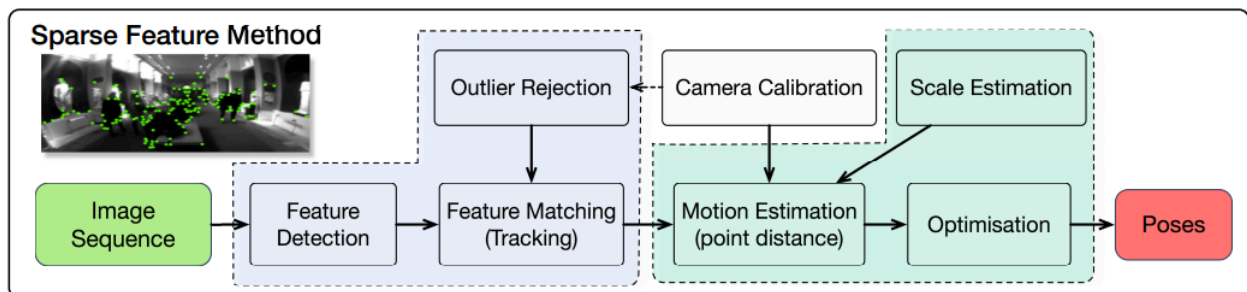 Sparse Feature Method
Outlier Rejection
Camera Calibration
Scale Estimation
Image
Sequence
Feature
Detection
Feature Matching
(Tracking)
Motion Estimation
(point distance)
Optimisation
Poses